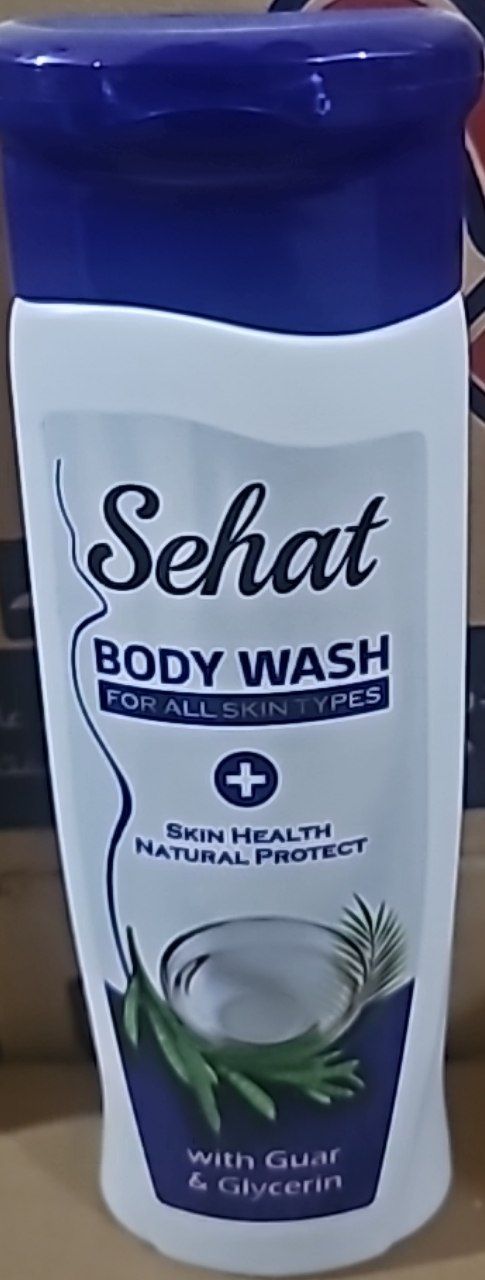 Sehat
BODY WASH
FOR ALL SKIN TYPES
SKIN HEALTH
NATURAL PROTECT
with Guar
& Glycerin